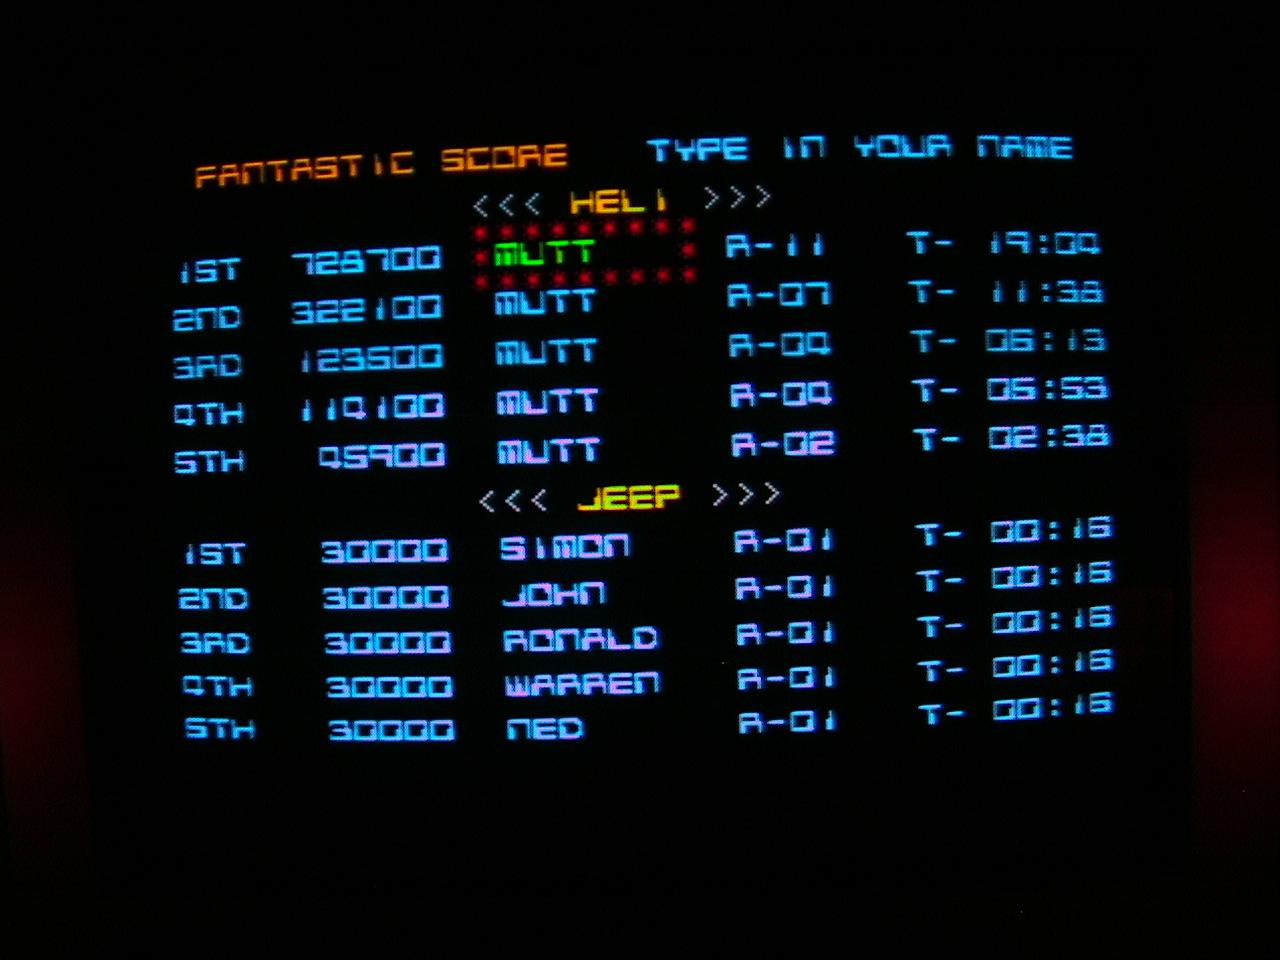 FANTASTIC SCORE TYPE IN YOUR NAME
<<< HELI >>>
1ST 728700 MUTT R-11 T- 19:04
2ND 322100 MUTT R-07 T- 11:38
3RD 123500 MUTT R-04 T- 06:13
4TH 114100 MUTT R-04 T- 05:53
5TH 45900 MUTT R-02 T- 02:38
<<< JEEP >>>
1ST 30000 SIMON R-01 T- 00:16
2ND 30000 JOHN R-01 T- 00:16
3RD 30000 RONALD R-01 T- 00:16
4TH 30000 WARREN R-01 T- 00:16
5TH 30000 NED R-01 T- 00:16